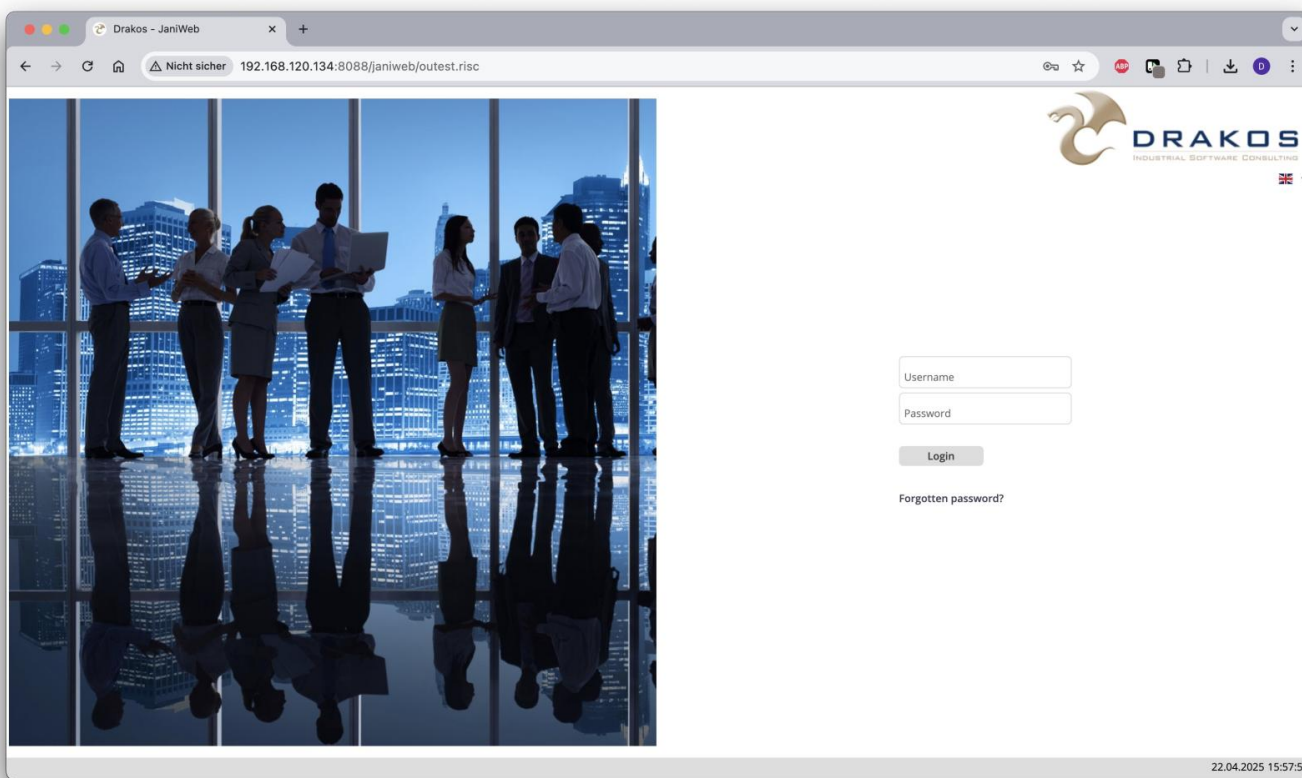 Drakos - JaniWeb
Nicht sicher 192.168.120.134:8088/janiweb/outest.risc
ABP
D
DRAKOS
INDUSTRIAL SOFTWARE CONSULTING
Username
Password
Login
Forgotten password?
22.04.2025 15:57:5